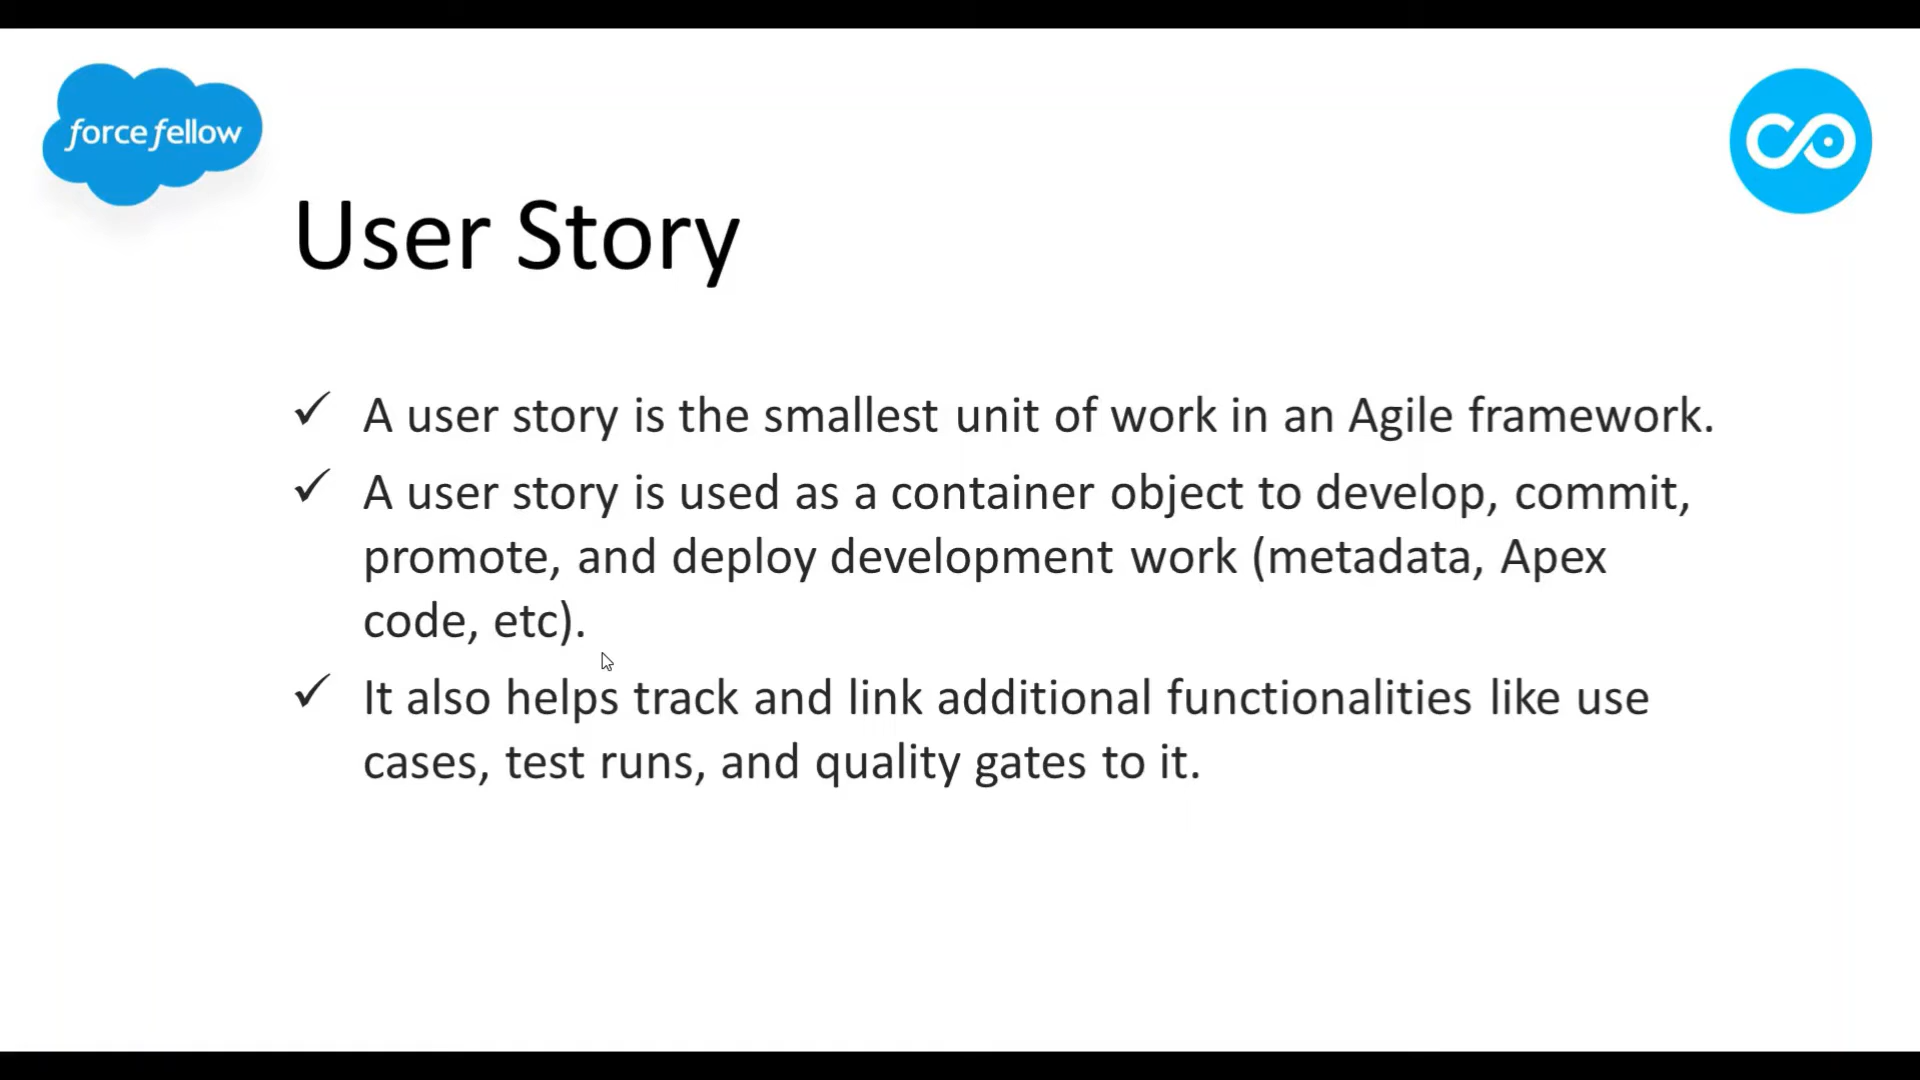 force fellow
User Story
✓ A user story is the smallest unit of work in an Agile framework.
✓ A user story is used as a container object to develop, commit,
promote, and deploy development work (metadata, Apex
code, etc).
✓ It also helps track and link additional functionalities like use
cases, test runs, and quality gates to it.